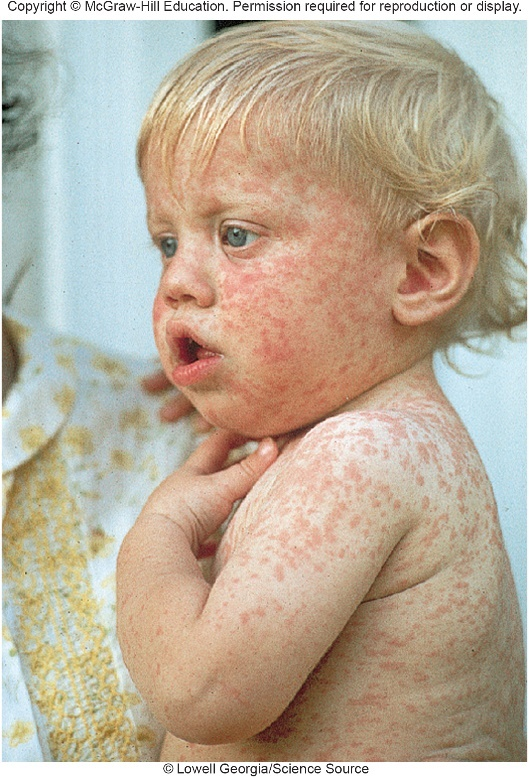 Copyright © McGraw-Hill Education. Permission required for reproduction or display.
© Lowell Georgia/Science Source